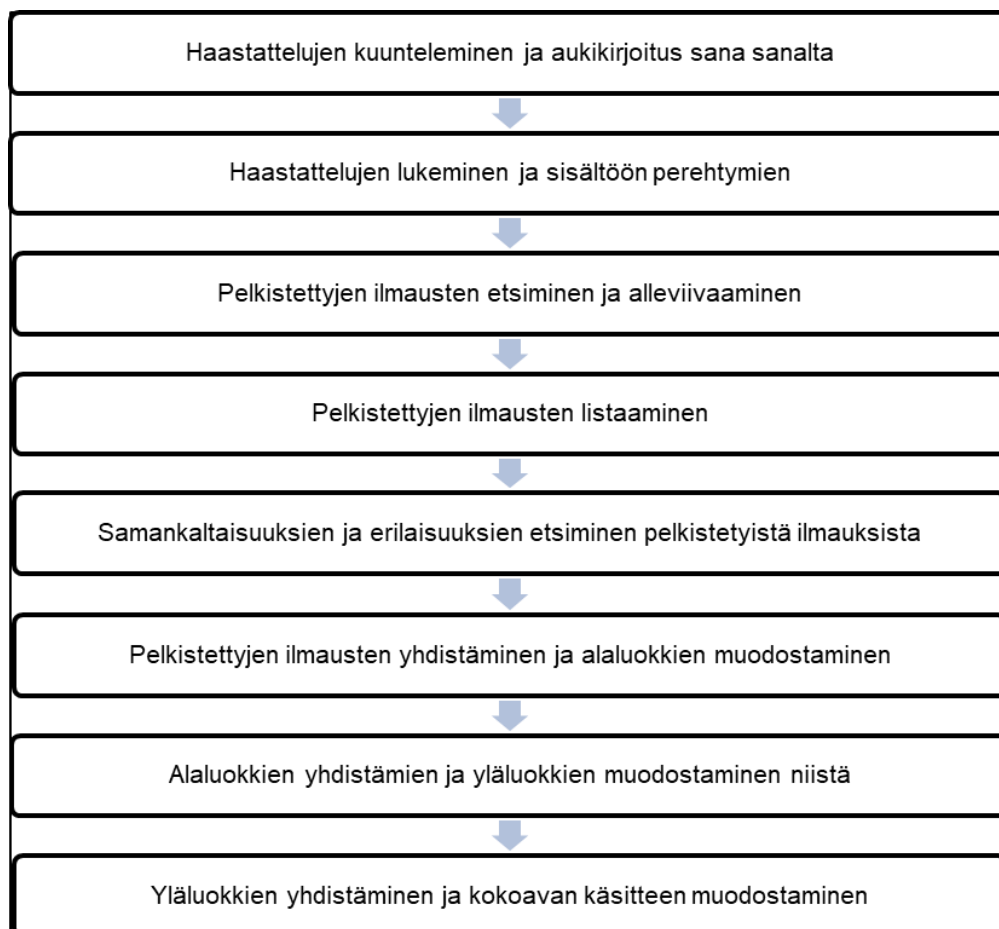 Haastattelujen kuunteleminen ja aukikirjoitus sana sanalta
Haastattelujen lukeminen ja sisältöön perehtymien
Pelkistettyjen ilmausten etsiminen ja alleviivaaminen
Pelkistettyjen ilmausten listaaminen
Samankaltaisuuksien ja erilaisuuksien etsiminen pelkistetyistä ilmauksista
Pelkistettyjen ilmausten yhdistäminen ja alaluokkien muodostaminen
Alaluokkien yhdistämien ja yläluokkien muodostaminen niistä
Yläluokkien yhdistäminen ja kokoavan käsitteen muodostaminen